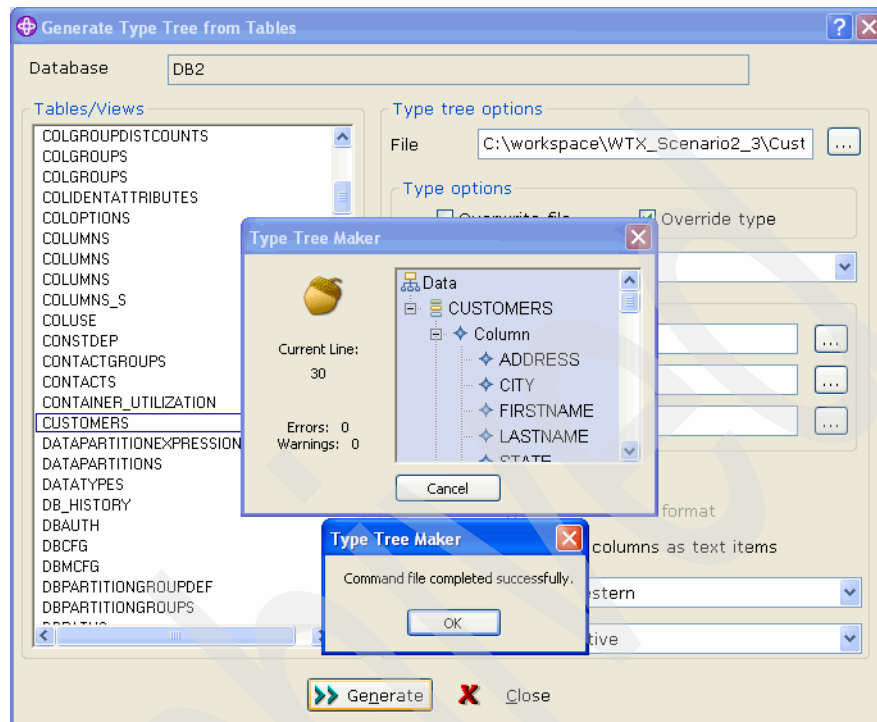 Generate Type Tree from Tables
Database DB2
Tables/Views
COLGROUPDISTCOUNTS
COLGROUPS
COLGROUPS
COLIDENTATTRIBUTES
COLOPTIONS
COLUMNS
COLUMNS
COLUMNS
COLUMNS_S
COLUSE
CONSTDEP
CONTACTGROUPS
CONTACTS
CONTAINER_UTILIZATION
CUSTOMERS
DATAPARTITIONEXPRESSION
DATAPARTITIONS
DATATYPES
DB_HISTORY
DBAUTH
DBCFG
DBMCFG
DBPARTITIONGROUPDEF
DBPARTITIONGROUPS
Type tree options
File C:\workspace\WTX_Scenario2_3\Cust ...
Type options
Overwrite file Override type
...
...
...
format
columns as text items
estern
tive
Type Tree Maker
Current Line:
30
Errors: 0
Warnings: 0
Data
CUSTOMERS
Column
ADDRESS
CITY
FIRSTNAME
LASTNAME
STATE
Cancel
Type Tree Maker
Command file completed successfully.
OK
Generate Close